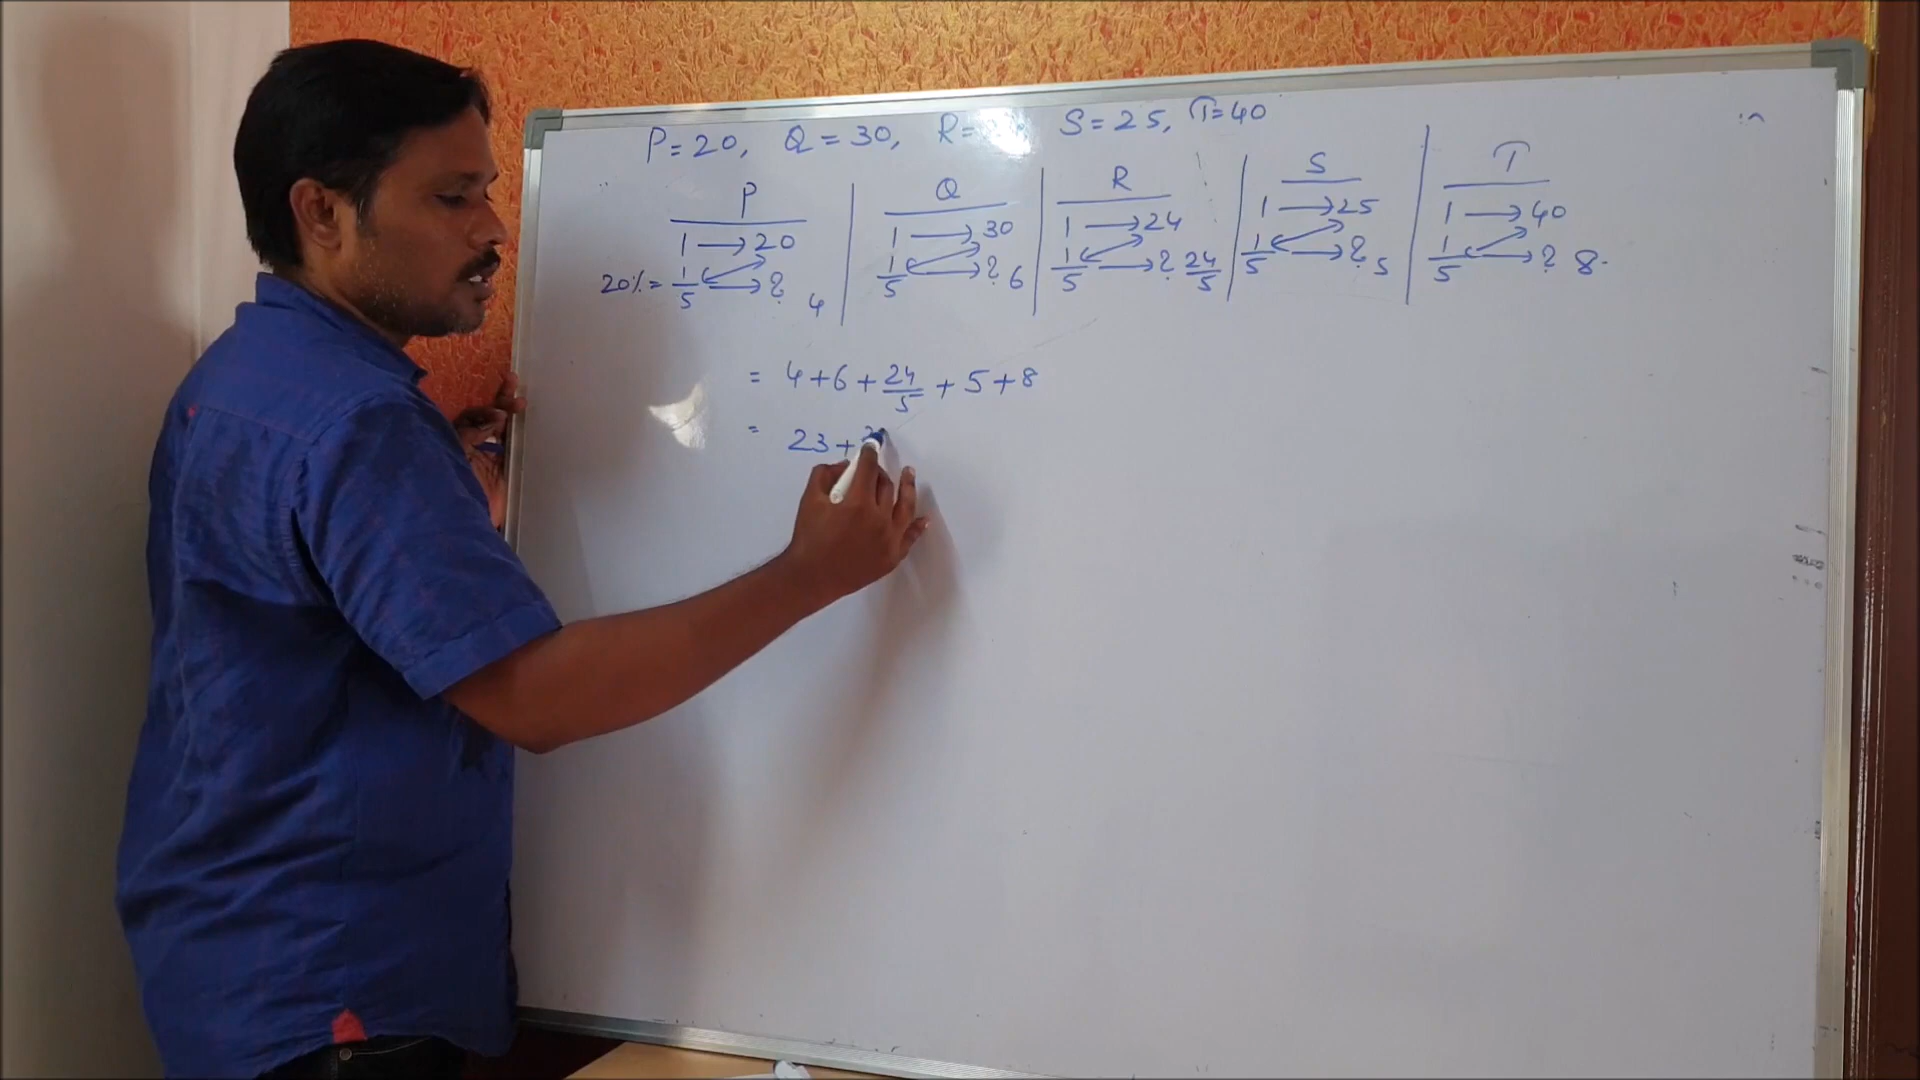 P=20, Q=30, R= S=25, T=40
P Q R S T
1→20 1→30 1→24 1→25 1→40
20%=1/5→? 4 1/5→? 6 1/5→? 24/5 1/5→? 5 1/5→? 8.
= 4+6+24/5+5+8
= 23+